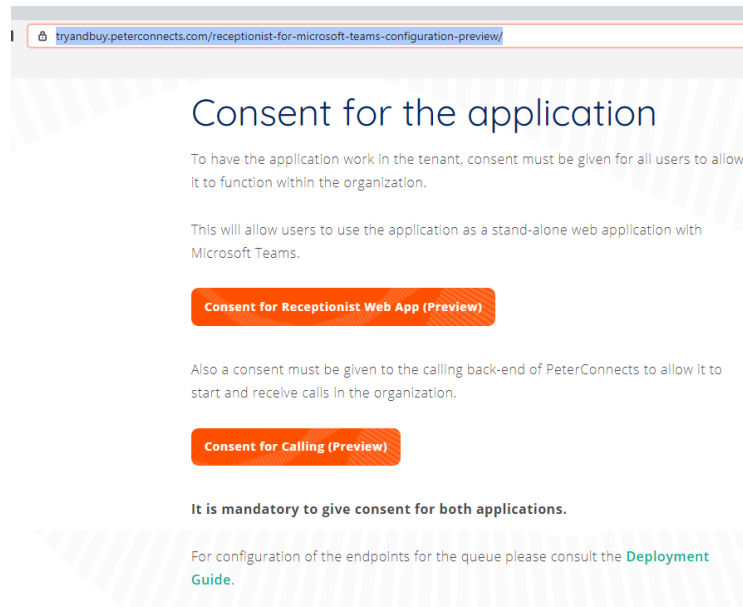 tryandbuy.peterconnects.com/receptionist-for-microsoft-teams-configuration-preview/
Consent for the application
To have the application work in the tenant, consent must be given for all users to allow
it to function within the organization.
This will allow users to use the application as a stand-alone web application with
Microsoft Teams.
Consent for Receptionist Web App (Preview)
Also a consent must be given to the calling back-end of PeterConnects to allow it to
start and receive calls in the organization.
Consent for Calling (Preview)
It is mandatory to give consent for both applications.
For configuration of the endpoints for the queue please consult the Deployment
Guide.